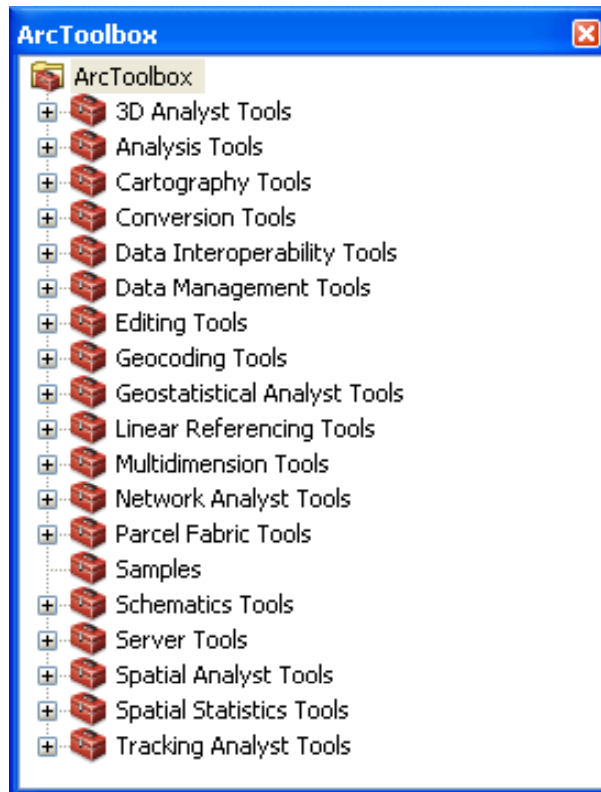 ArcToolbox
ArcToolbox
3D Analyst Tools
Analysis Tools
Cartography Tools
Conversion Tools
Data Interoperability Tools
Data Management Tools
Editing Tools
Geocoding Tools
Geostatistical Analyst Tools
Linear Referencing Tools
Multidimension Tools
Network Analyst Tools
Parcel Fabric Tools
Samples
Schematics Tools
Server Tools
Spatial Analyst Tools
Spatial Statistics Tools
Tracking Analyst Tools